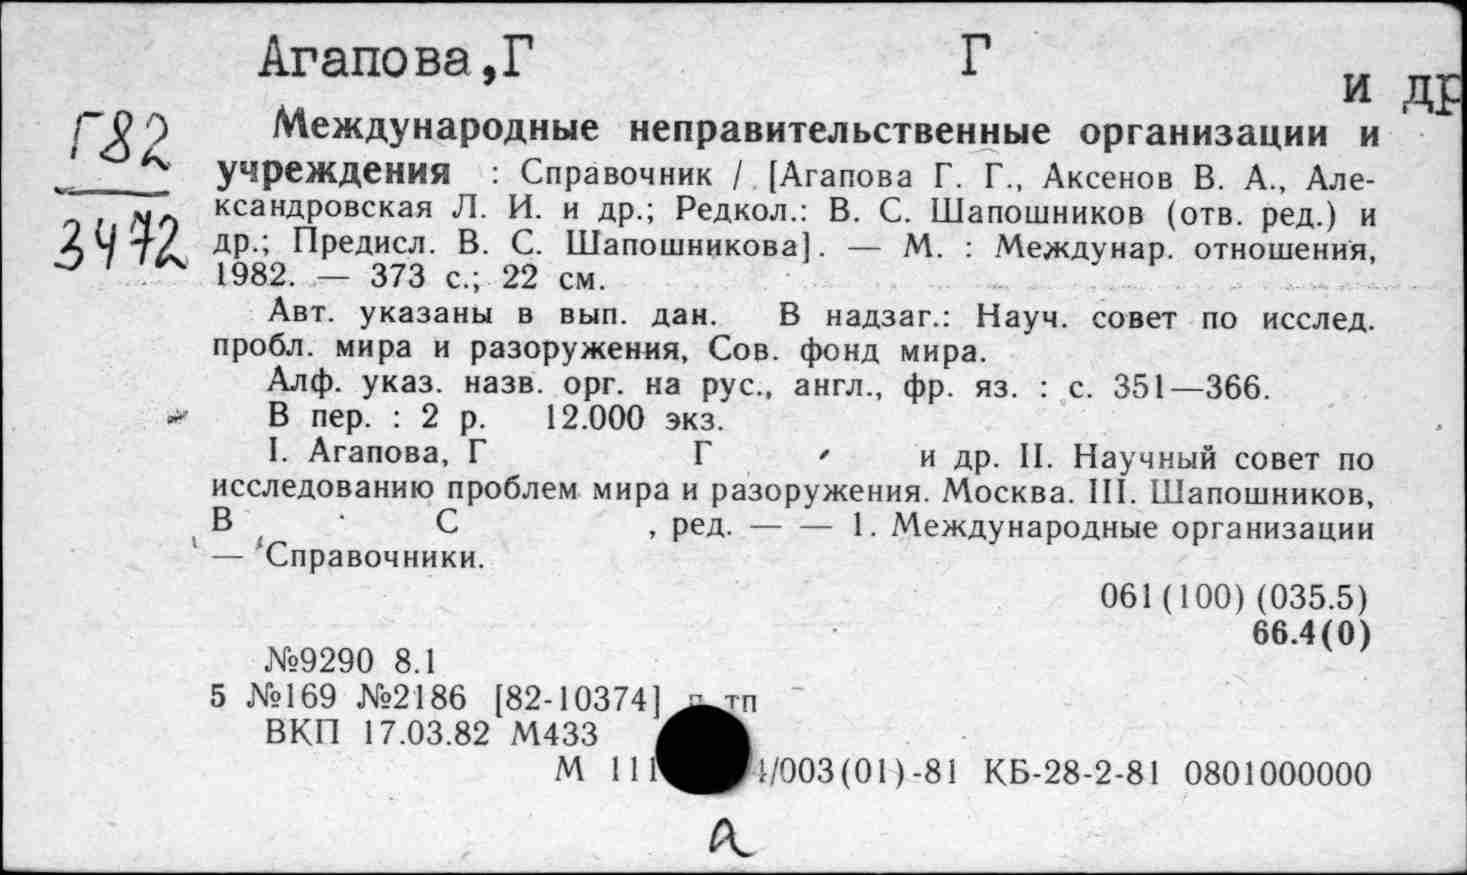 Агапова,Г Г и др
Г82
3472
Международные неправительственные организации и
учреждения : Справочник / [Агапова Г. Г., Аксенов В. А., Але-
ксандровская Л. И. и др.; Редкол.: В. С. Шапошников (отв. ред.) и
др.; Предисл. В. С. Шапошникова]. — М. : Междунар. отношения,
1982. — 373 с.; 22 см.
Авт. указаны в вып. дан. В надзаг.: Науч. совет по исслед.
пробл. мира и разоружения, Сов. фонд мира.
Алф. указ. назв. орг. на рус., англ., фр. яз. : с. 351—366.
В пер. : 2 р. 12.000 экз.
I. Агапова, Г Г и др. II. Научный совет по
исследованию проблем мира и разоружения. Москва. III. Шапошников,
В С , ред. — — 1. Международные организации
— Справочники.
061(100)(035.5)
66.4(0)
№9290 8.1
5 №169 №2186 [82-10374] п тп
ВКП 17.03.82 М433
М /003(01)-81 КБ-28-2-81 0801000000